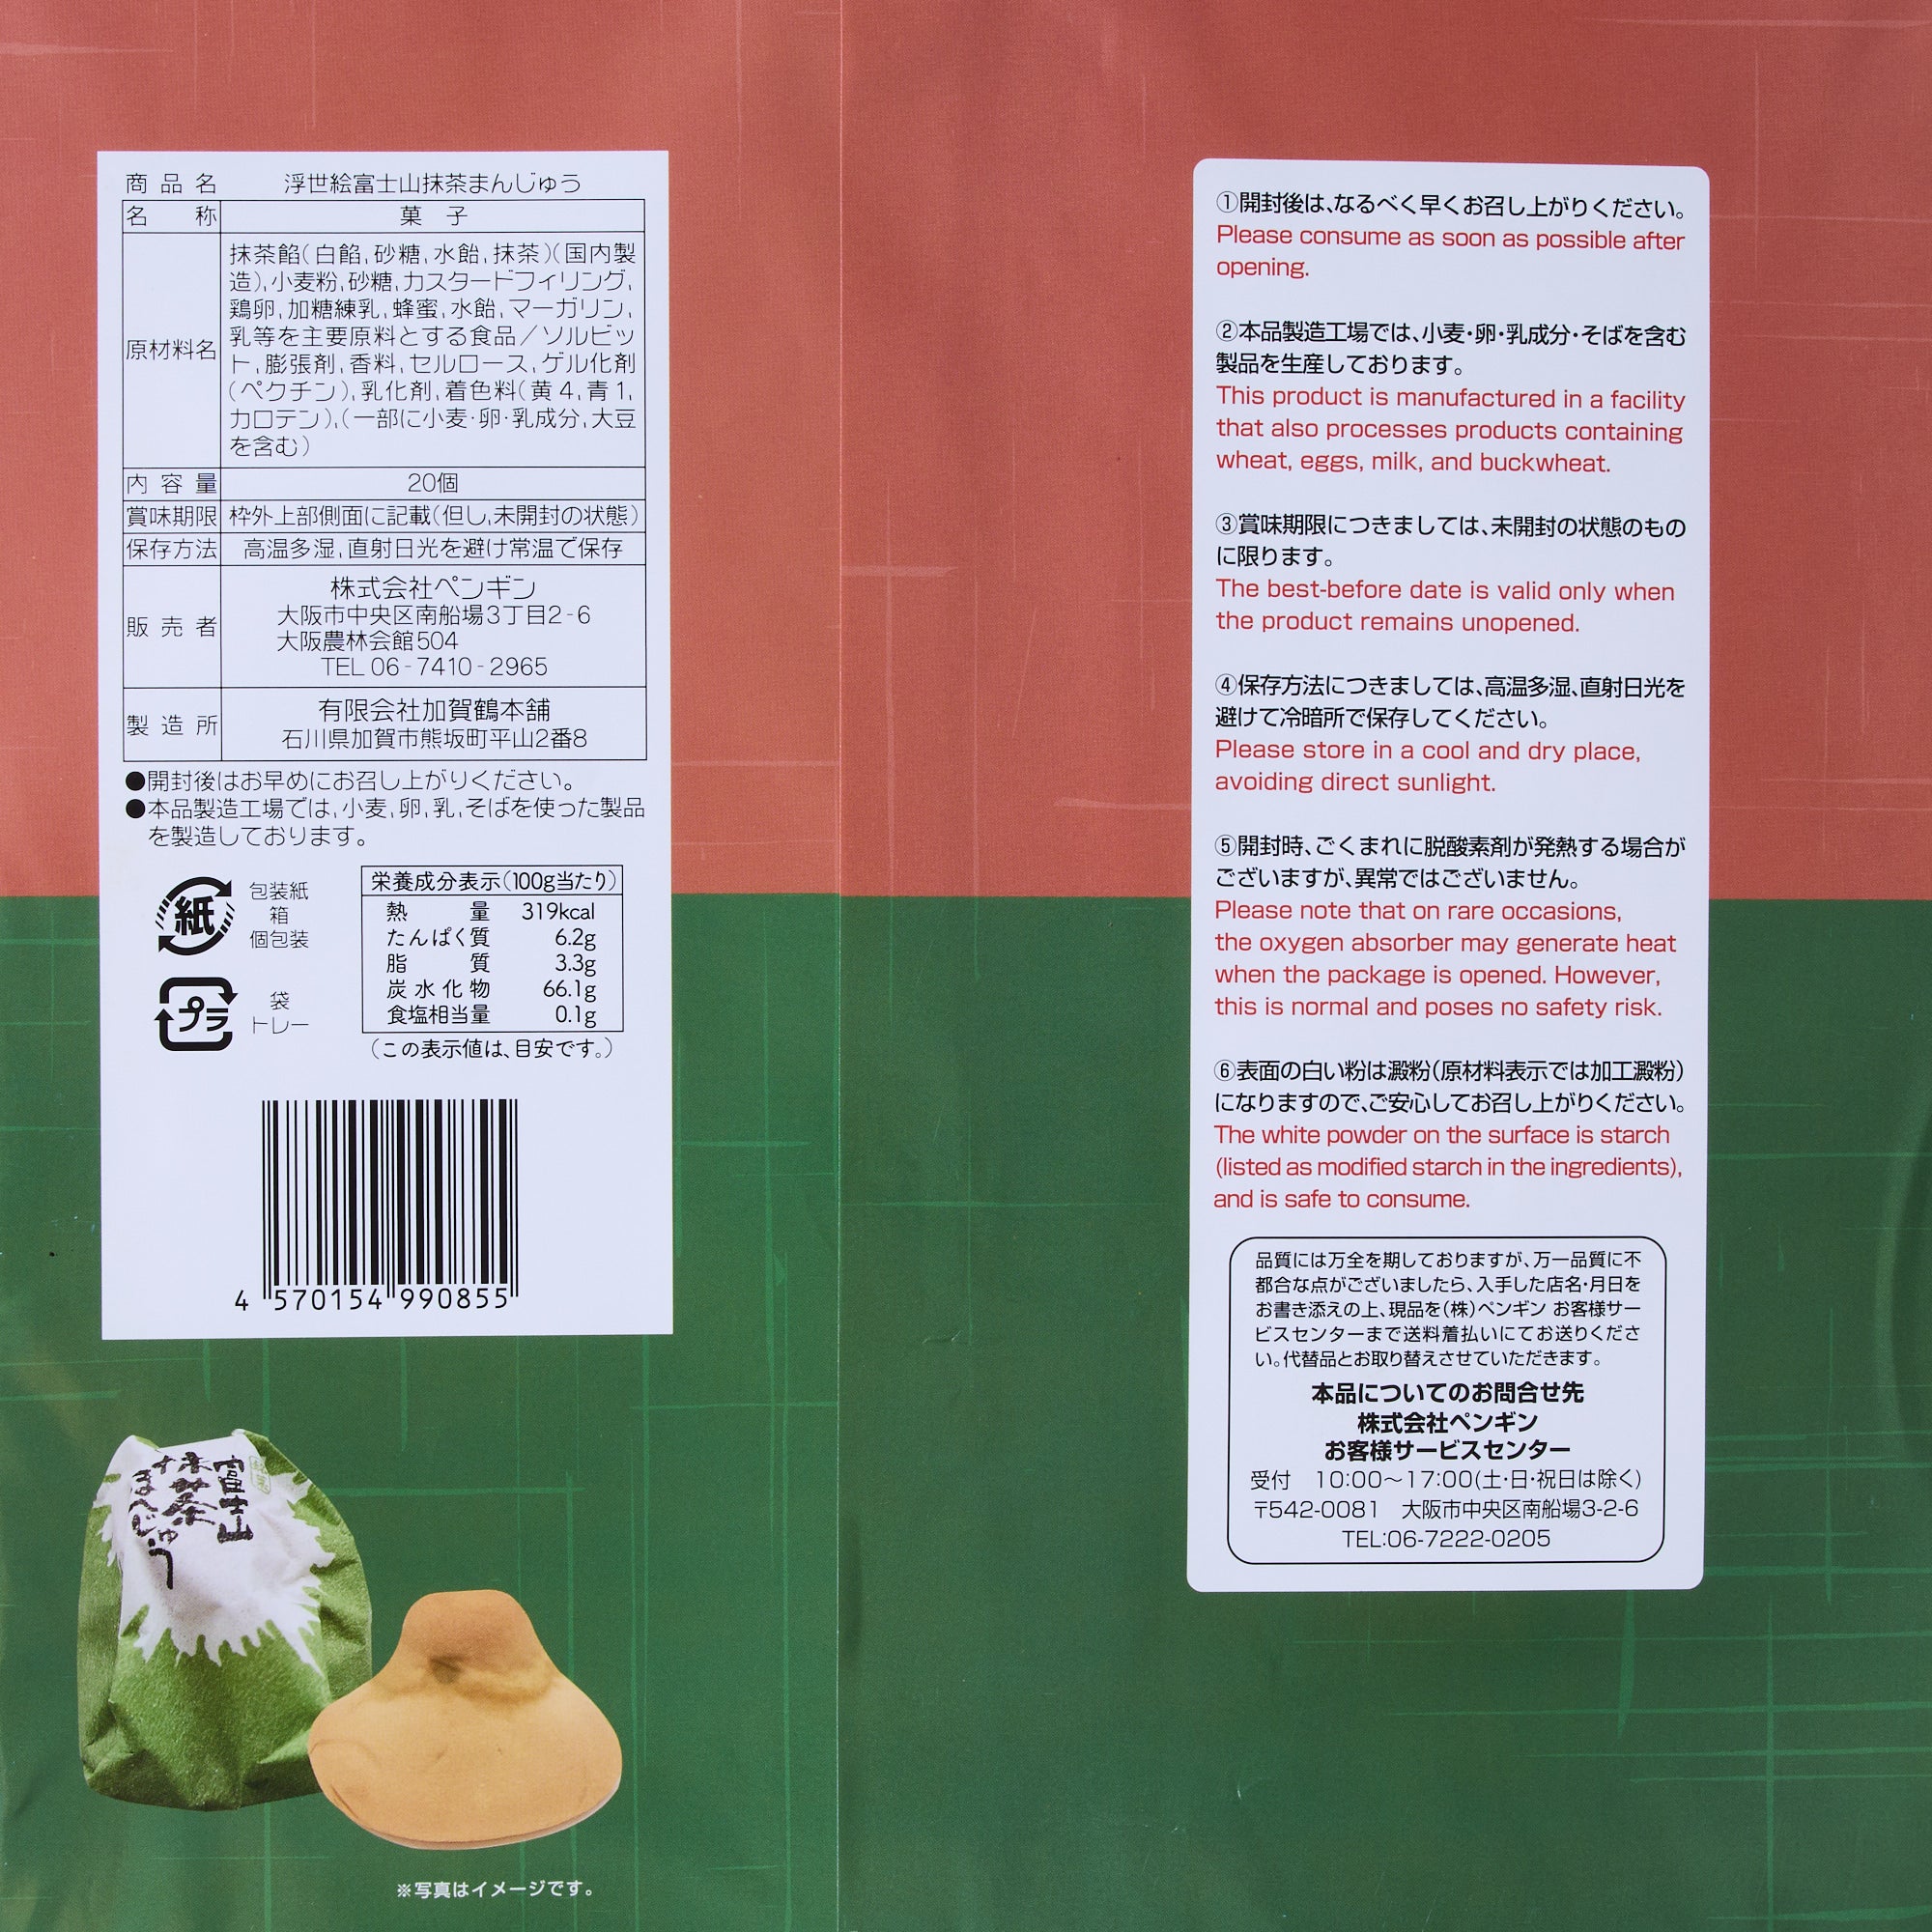 商品名 浮世絵富士山抹茶まんじゅう
名称 菓子
原材料名
抹茶餡(白餡,砂糖,水飴,抹茶)(国内製
造),小麦粉,砂糖,カスタードフィリング,
鶏卵,加糖練乳,蜂蜜,水飴,マーガリン,
乳等を主要原料とする食品/ソルビッ
ト,膨張剤,香料,セルロース,ゲル化剤
(ペクチン),乳化剤,着色料(黄4,青1,
カロテン),(一部に小麦・卵・乳成分,大豆
を含む)
内容量 20個
賞味期限 枠外上部側面に記載(但し,未開封の状態)
保存方法 高温多湿,直射日光を避け常温で保存
販売者
株式会社ペンギン
大阪市中央区南船場3丁目2-6
大阪農林会館504
TEL 06-7410-2965
製造所
有限会社加賀鶴本舗
石川県加賀市熊坂町平山2番8
●開封後はお早めにお召し上がりください。
●本品製造工場では,小麦,卵,乳,そばを使った製品
を製造しております。
紙
包装紙
箱
個包装
プラ
袋
トレー
栄養成分表示(100g当たり)
熱量 319kcal
たんぱく質 6.2g
脂質 3.3g
炭水化物 66.1g
食塩相当量 0.1g
(この表示値は、目安です。)
4 570154 990855
富士山
抹茶
まんじゅう
※写真はイメージです。
①開封後は、なるべく早くお召し上がりください。
Please consume as soon as possible after
opening.
②本品製造工場では、小麦・卵・乳成分・そばを含む
製品を生産しております。
This product is manufactured in a facility
that also processes products containing
wheat, eggs, milk, and buckwheat.
③賞味期限につきましては、未開封の状態のもの
に限ります。
The best-before date is valid only when
the product remains unopened.
④保存方法につきましては、高温多湿、直射日光を
避けて冷暗所で保存してください。
Please store in a cool and dry place,
avoiding direct sunlight.
⑤開封時、ごくまれに脱酸素剤が発熱する場合が
ございますが、異常ではございません。
Please note that on rare occasions,
the oxygen absorber may generate heat
when the package is opened. However,
this is normal and poses no safety risk.
⑥表面の白い粉は澱粉(原材料表示では加工澱粉)
になりますので、ご安心してお召し上がりください。
The white powder on the surface is starch
(listed as modified starch in the ingredients),
and is safe to consume.
品質には万全を期しておりますが、万一品質に不
都合な点がございましたら、入手した店名・月日を
お書き添えの上、現品を(株)ペンギン お客様サー
ビスセンターまで送料着払いにてお送りくださ
い。代替品とお取り替えさせていただきます。
本品についてのお問合せ先
株式会社ペンギン
お客様サービスセンター
受付 10:00〜17:00(土・日・祝日は除く)
〒542-0081 大阪市中央区南船場3-2-6
TEL:06-7222-0205